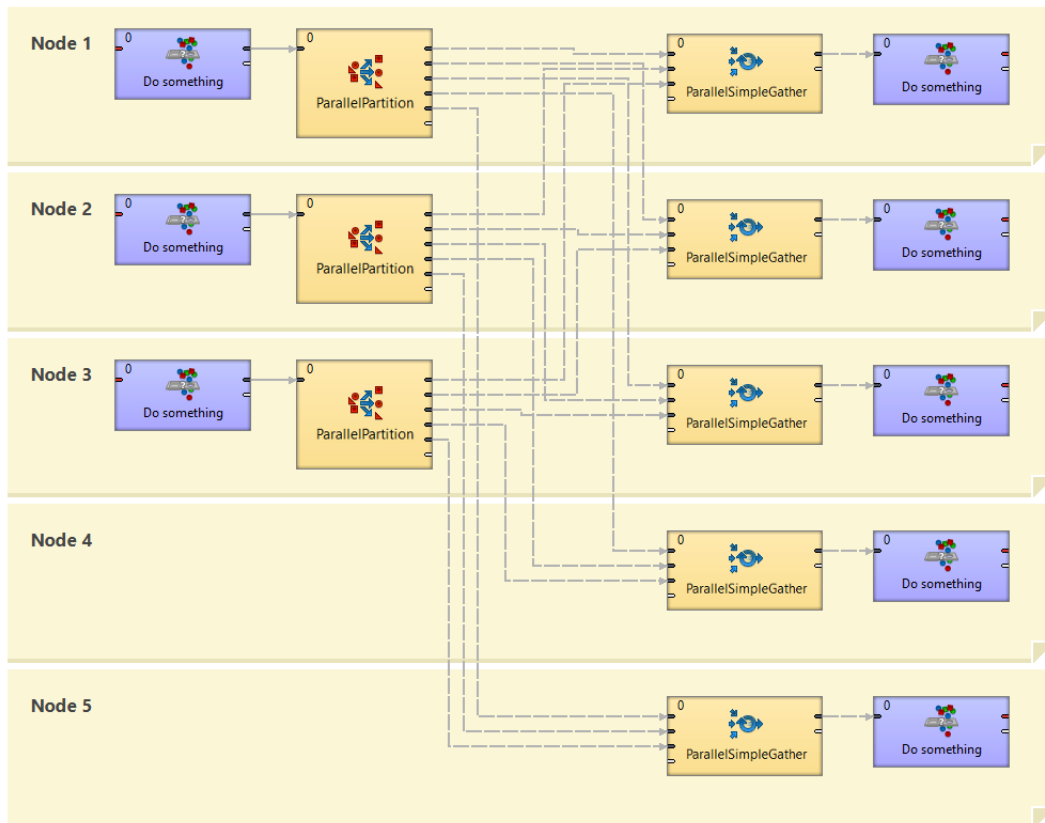 Node 1
0
Do something
0
ParallelPartition
0
ParallelSimpleGather
0
Do something
Node 2
0
Do something
0
ParallelPartition
0
ParallelSimpleGather
0
Do something
Node 3
0
Do something
0
ParallelPartition
0
ParallelSimpleGather
0
Do something
Node 4
0
ParallelSimpleGather
0
Do something
Node 5
0
ParallelSimpleGather
0
Do something